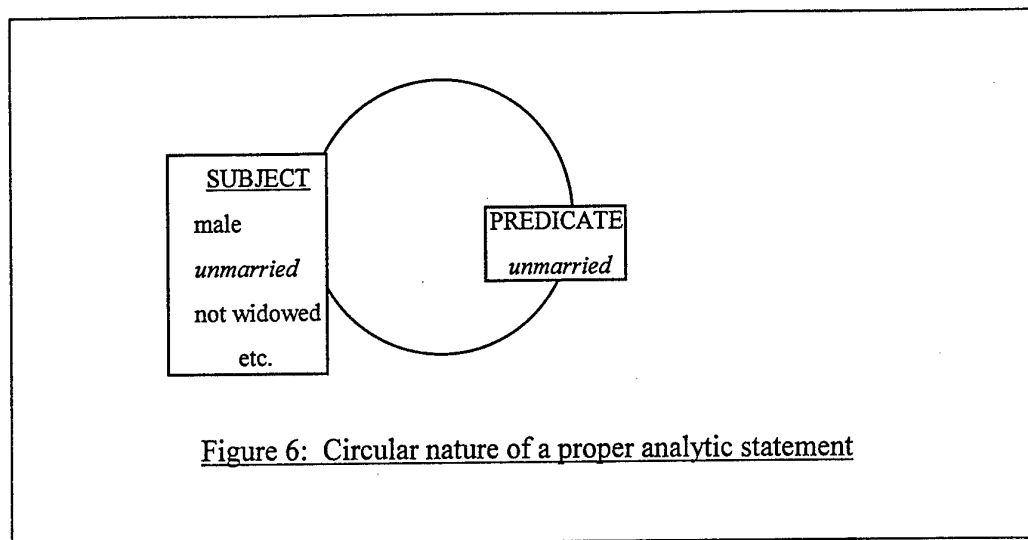 SUBJECT
male
unmarried
not widowed
etc.
PREDICATE
unmarried
Figure 6: Circular nature of a proper analytic statement